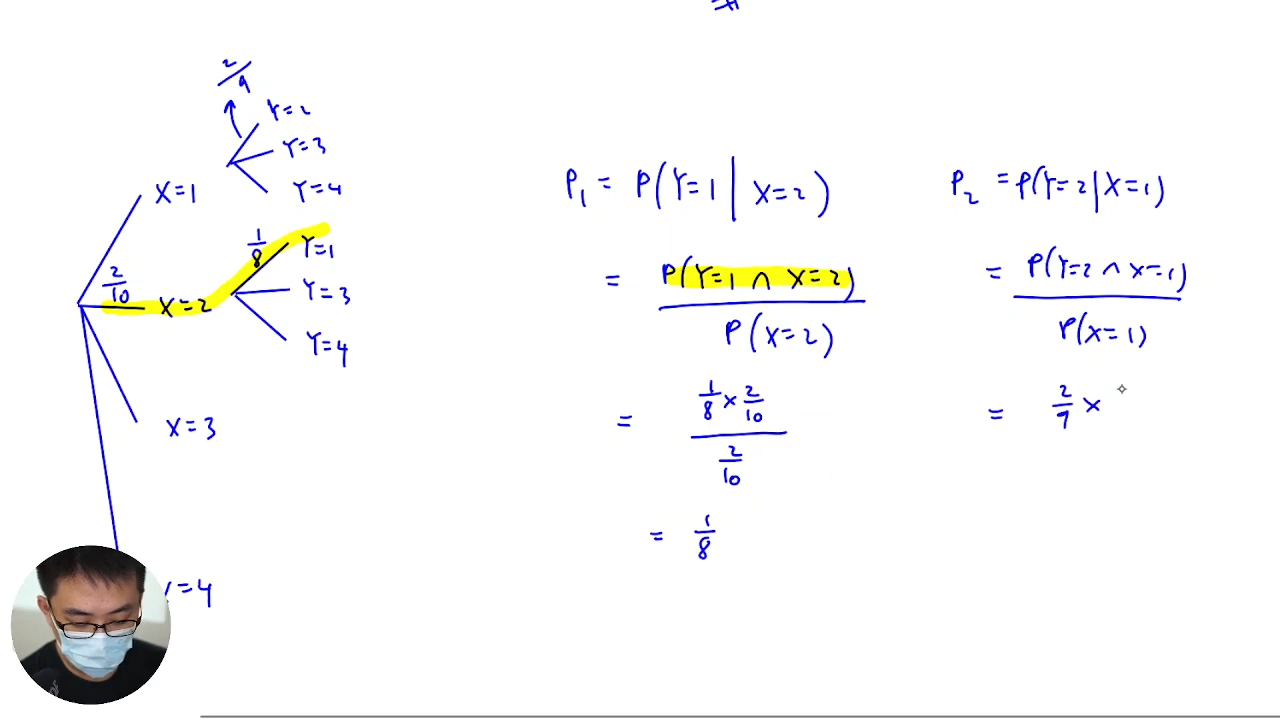 2/9
Y=2
Y=3
Y=4
X=1
1/8
Y=1
2/10
X=2
Y=3
Y=4
X=3
=4
P₁ = P(Y=1 | X=2)
= P(Y=1 ∩ X=2)
P(X=2)
= 1/8 × 2/10
2/10
= 1/8
P₂ = P(Y=2 | X=1)
= P(Y=2 ∩ X=1)
P(X=1)
= 2/9 ×